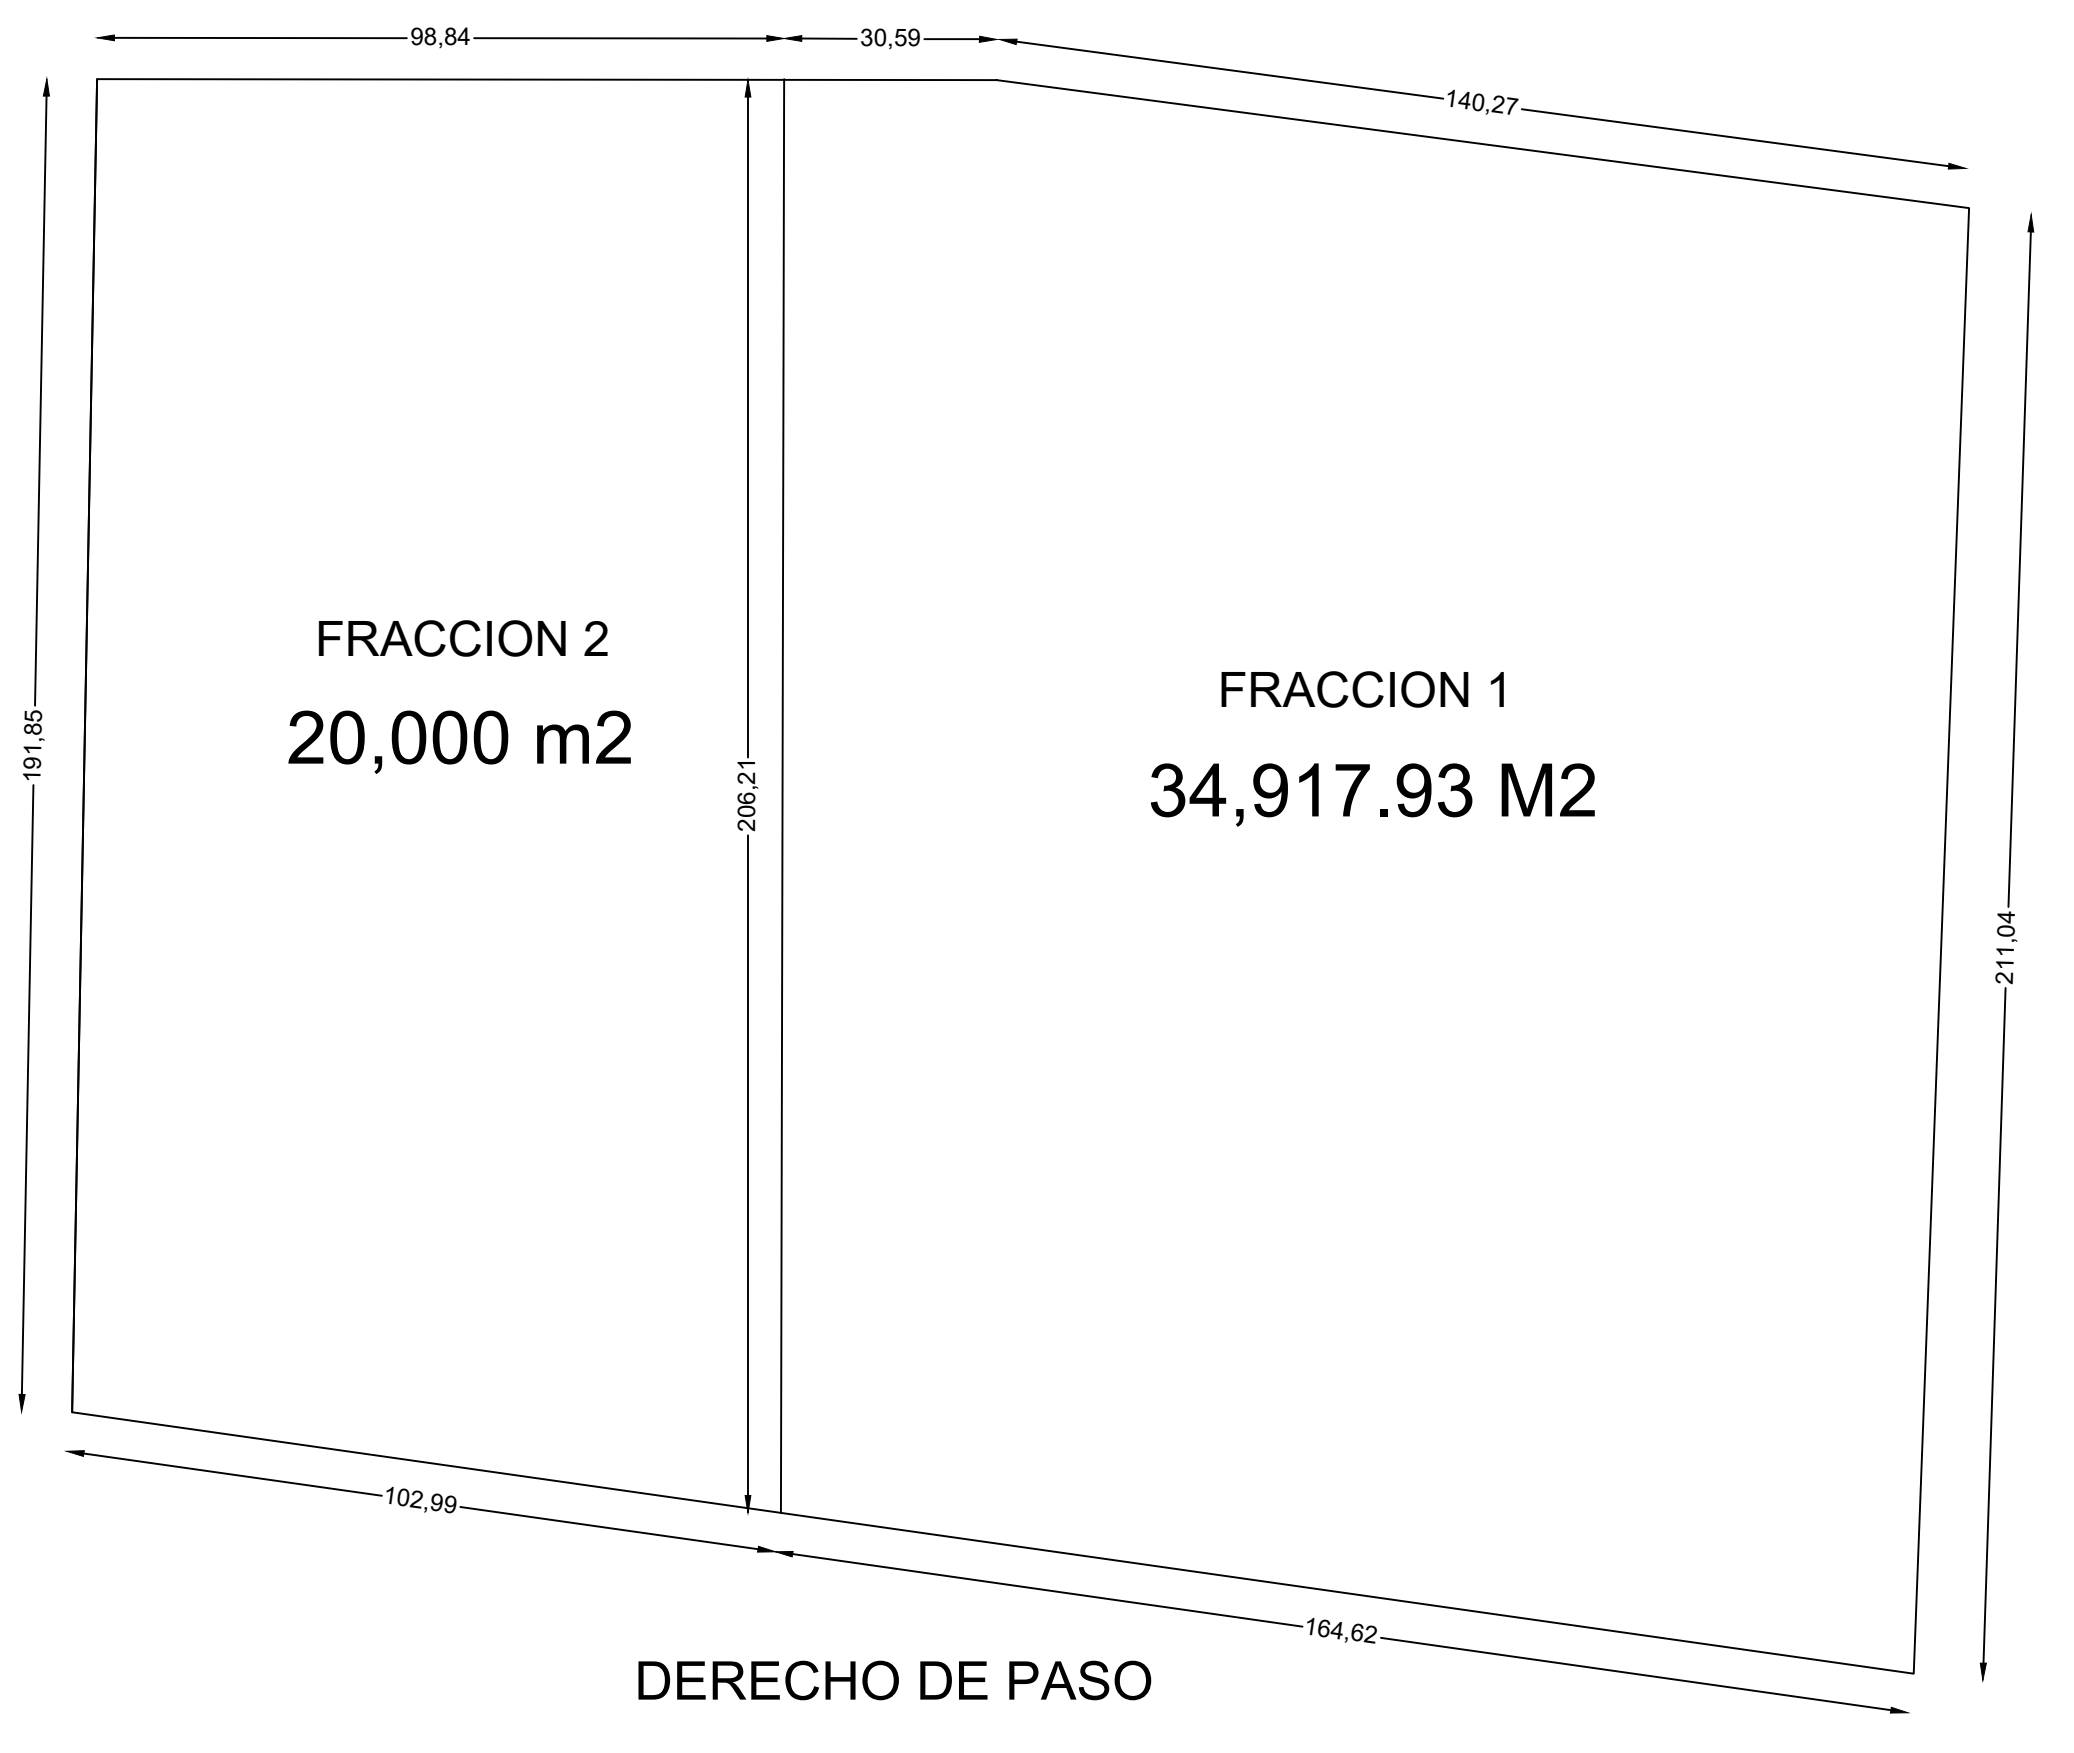 98,84
30,59
140,27
191,85
206,21
211,04
FRACCION 2
20,000 m2
FRACCION 1
34,917.93 M2
102,99
164,62
DERECHO DE PASO